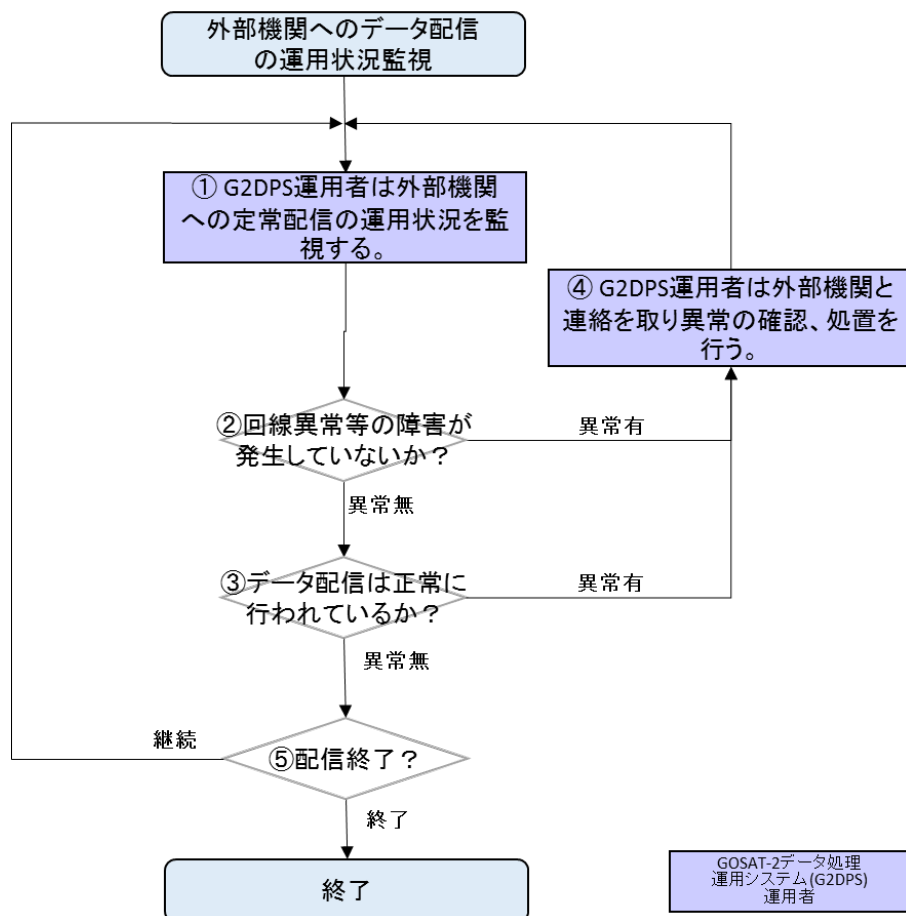 外部機関へのデータ配信
の運用状況監視
① G2DPS運用者は外部機関
への定常配信の運用状況を監
視する。
④ G2DPS運用者は外部機関と
連絡を取り異常の確認、処置を
行う。
②回線異常等の障害が
発生していないか？
異常有
異常無
③データ配信は正常に
行われているか？
異常有
異常無
継続
⑤配信終了？
終了
終了
GOSAT-2データ処理
運用システム(G2DPS)
運用者